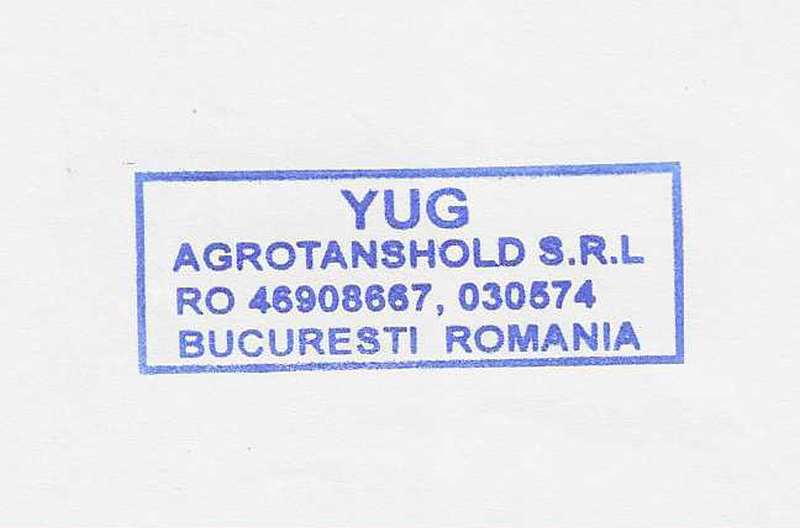 YUG
AGROTANSHOLD S.R.L
RO 46908667, 030574
BUCURESTI ROMANIA